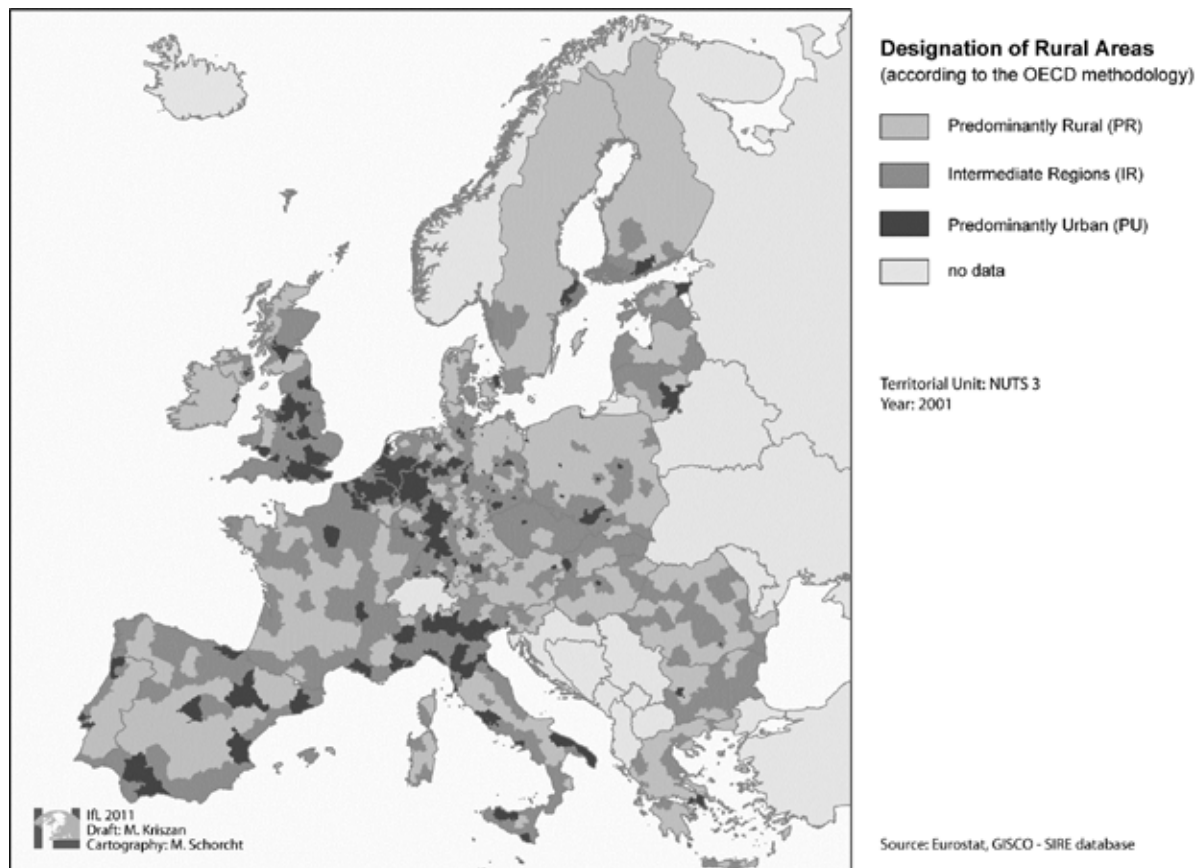 Designation of Rural Areas
(according to the OECD methodology)
Predominantly Rural (PR)
Intermediate Regions (IR)
Predominantly Urban (PU)
no data
Territorial Unit: NUTS 3
Year: 2001
IfL 2011
Draft: M. Kriszan
Cartography: M. Schorcht
Source: Eurostat, GISCO - SIRE database